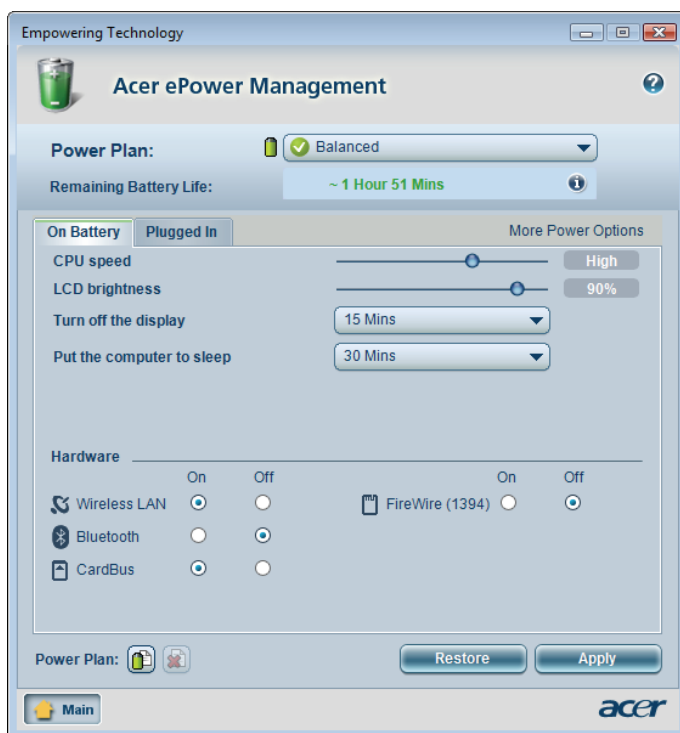 Empowering Technology
Acer ePower Management
Power Plan: Balanced
Remaining Battery Life: ~ 1 Hour 51 Mins
On Battery Plugged In More Power Options
CPU speed High
LCD brightness 90%
Turn off the display 15 Mins
Put the computer to sleep 30 Mins
Hardware
On Off On Off
Wireless LAN FireWire (1394)
Bluetooth
CardBus
Power Plan: Restore Apply
Main acer